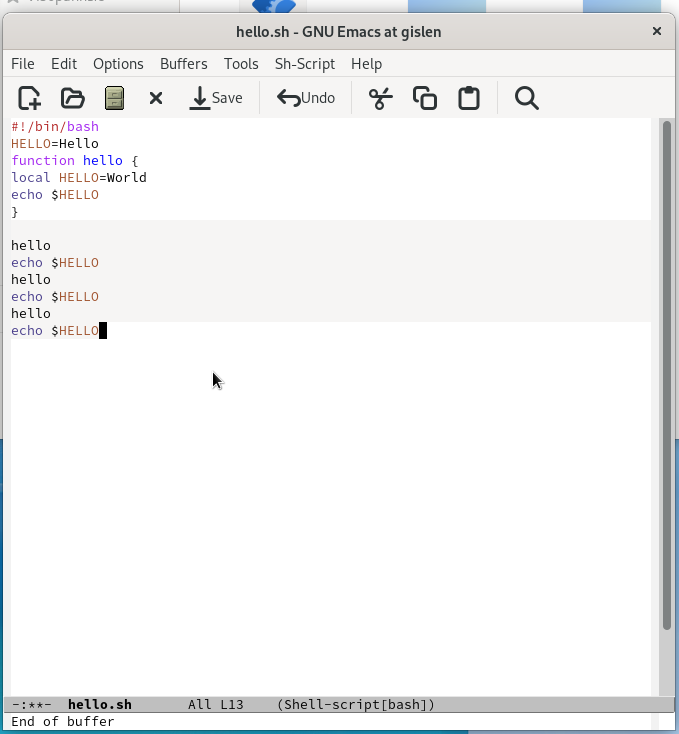 hello.sh - GNU Emacs at gislen
File Edit Options Buffers Tools Sh-Script Help
Save Undo
#!/bin/bash
HELLO=Hello
function hello {
local HELLO=World
echo $HELLO
}
hello
echo $HELLO
hello
echo $HELLO
hello
echo $HELLO
-:**- hello.sh All L13 (Shell-script[bash])
End of buffer